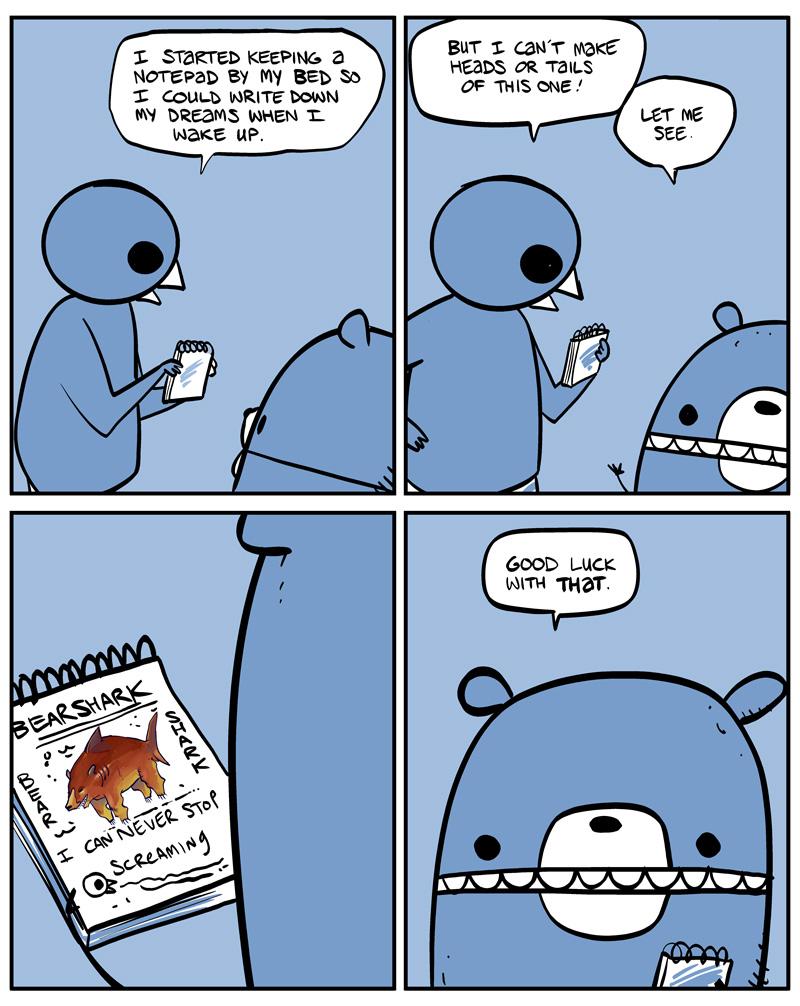 I STARTED KEEPING A
NOTEPAD BY MY BED SO
I COULD WRITE DOWN
MY DREAMS WHEN I
WAKE UP.
BUT I CAN'T MAKE
HEADS OR TAILS
OF THIS ONE!
LET ME
SEE.
BEARSHARK
SHARK
BEAR
I CAN NEVER STOP
SCREAMING
GOOD LUCK
WITH THAT.